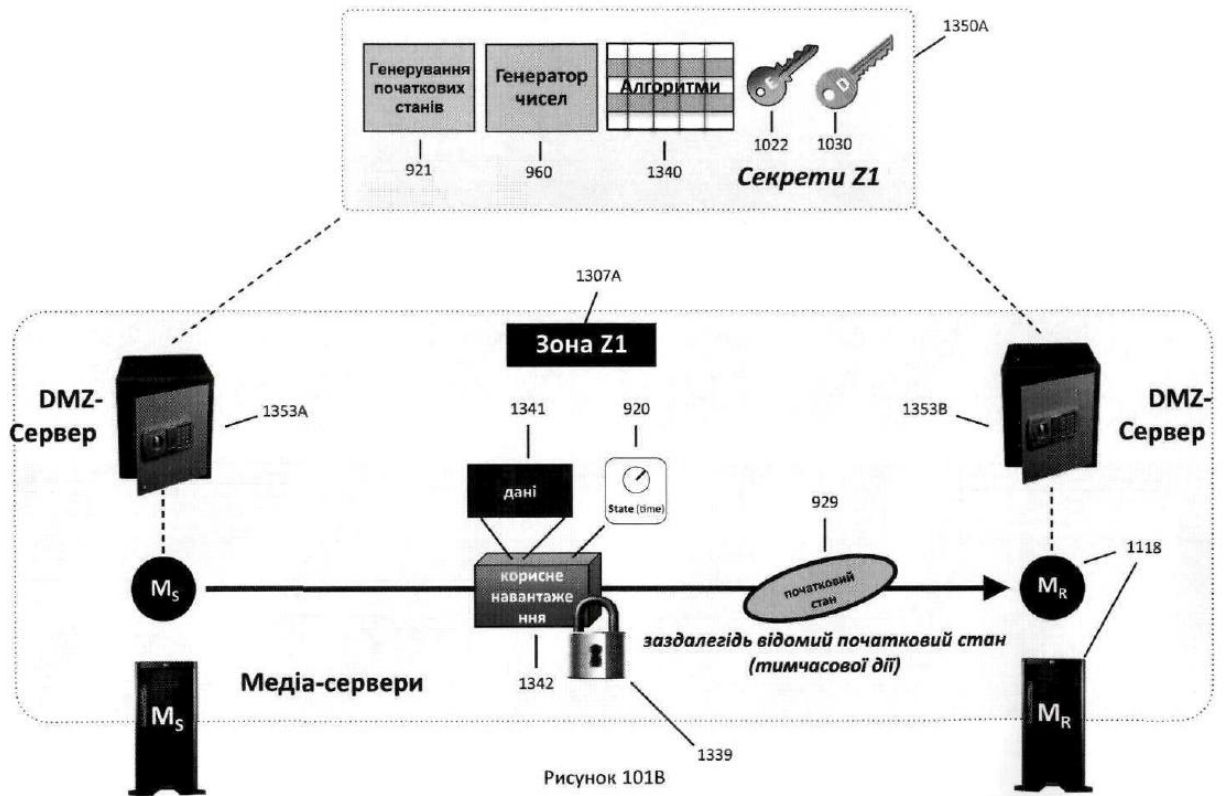 1350A
Генерування
початкових
станів
Генератор
чисел
Алгоритми
E
D
921
960
1340
1022
1030
Секрети Z1
1307A
Зона Z1
DMZ-
Сервер
1353A
1341
920
1353B
DMZ-
Сервер
дані
State (time)
929
1118
MS
корисне
навантаже
ння
початковий
стан
MR
заздалегідь відомий початковий стан
(тимчасової дії)
1342
Медіа-сервери
MS
MR
1339
Рисунок 101B